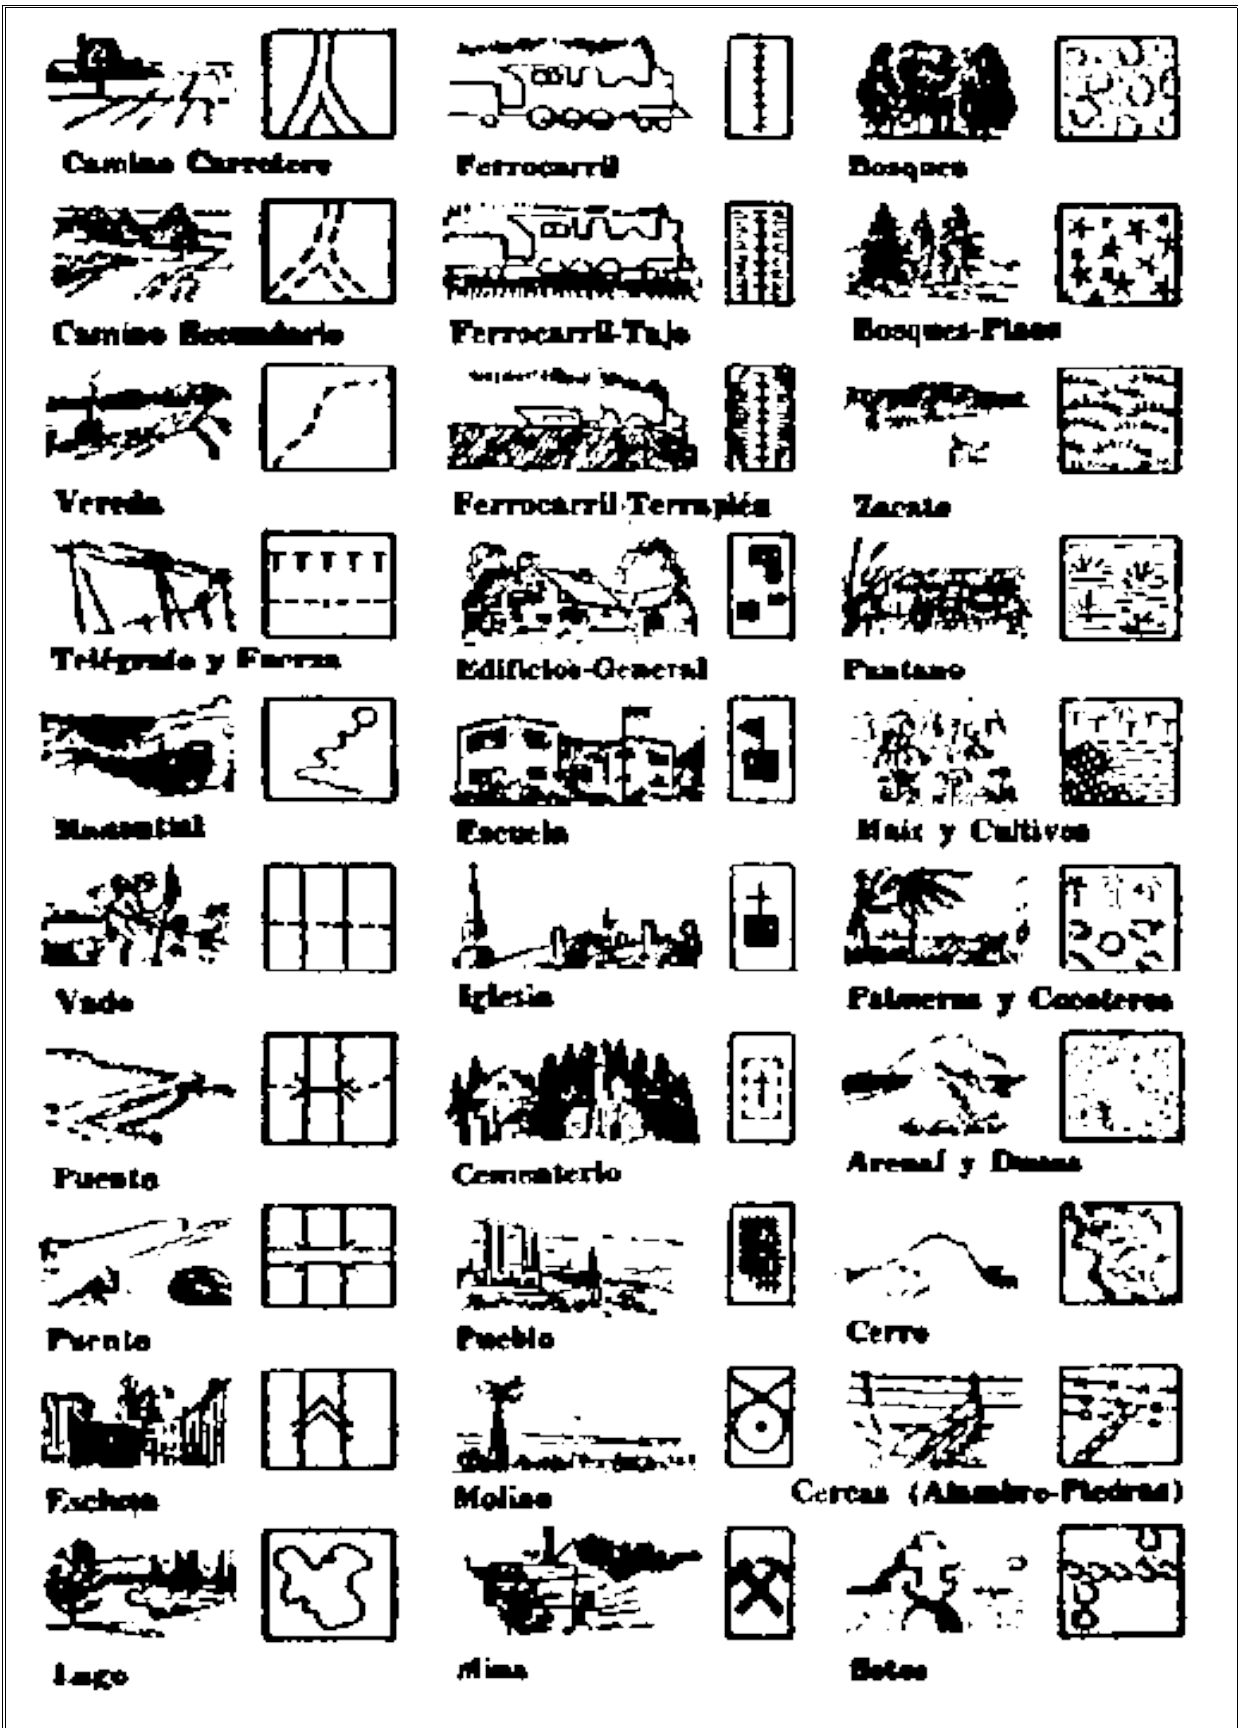 Camino Carretero
Ferrocarril
Bosques
Camino Secundario
Ferrocarril-Tajo
Bosques-Pinos
Vereda
Ferrocarril-Terraplén
Zacate
Telégrafo y Fuerza
Edificios-General
Pantano
Manantial
Escuela
Maíz y Cultivos
Vado
Iglesia
Palmeras y Cocoteros
Puente
Cementerio
Arenal y Dunas
Puente
Pueblo
Cerro
Esclusa
Molino
Cercas (Alambre-Piedras)
Lago
Mina
Setos